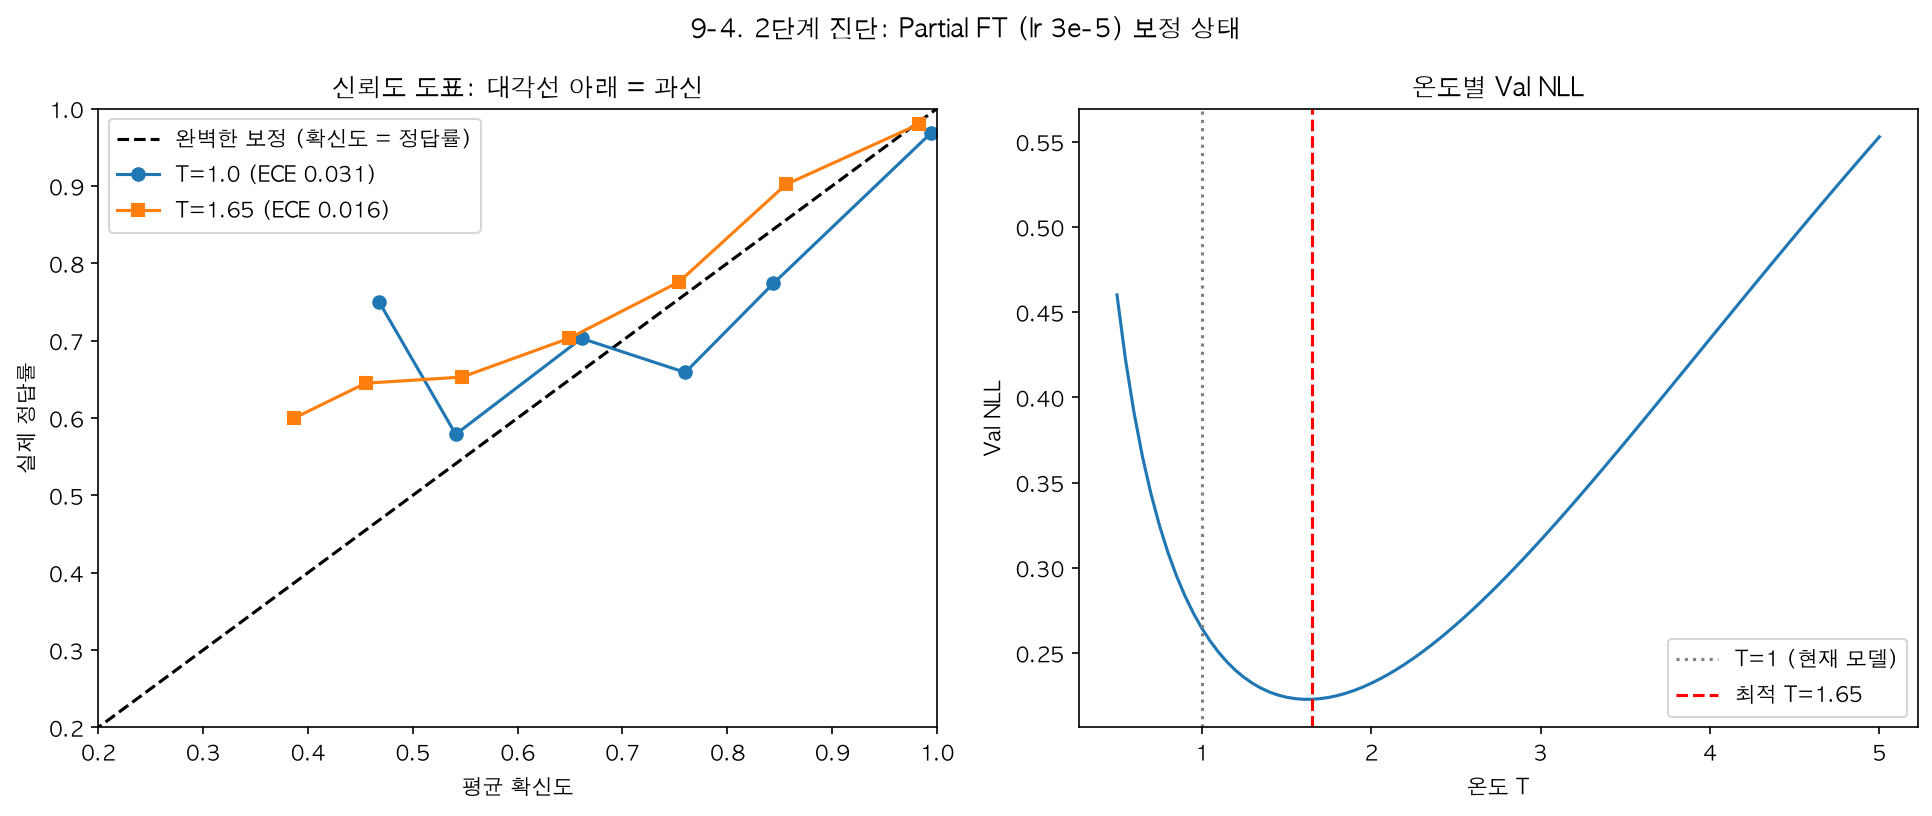 9-4. 2단계 진단: Partial FT (lr 3e-5) 보정 상태
신뢰도 도표: 대각선 아래 = 과신
1.0
0.9
0.8
0.7
0.6
0.5
0.4
0.3
0.2
실제 정답률
완벽한 보정 (확신도 = 정답률)
T=1.0 (ECE 0.031)
T=1.65 (ECE 0.016)
0.2 0.3 0.4 0.5 0.6 0.7 0.8 0.9 1.0
평균 확신도
온도별 Val NLL
0.55
0.50
0.45
0.40
0.35
0.30
0.25
Val NLL
T=1 (현재 모델)
최적 T=1.65
1 2 3 4 5
온도 T